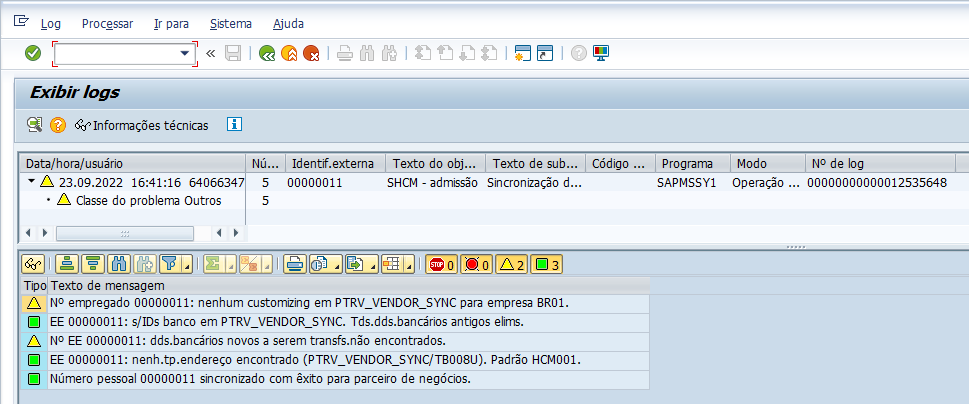 Log Processar Ir para Sistema Ajuda
Exibir logs
Informações técnicas
Data/hora/usuário Nú... Identif.externa Texto do obj... Texto de sub... Código ... Programa Modo Nº de log
23.09.2022 16:41:16 64066347 5 00000011 SHCM - admissão Sincronização d... SAPMSSY1 Operação ... 00000000000012535648
Classe do problema Outros 5
STOP 0 0 2 3
Tipo Texto de mensagem
Nº empregado 00000011: nenhum customizing em PTRV_VENDOR_SYNC para empresa BR01.
EE 00000011: s/IDs banco em PTRV_VENDOR_SYNC. Tds.dds.bancários antigos elims.
Nº EE 00000011: dds.bancários novos a serem transfs.não encontrados.
EE 00000011: nenh.tp.endereço encontrado (PTRV_VENDOR_SYNC/TB008U). Padrão HCM001.
Número pessoal 00000011 sincronizado com êxito para parceiro de negócios.